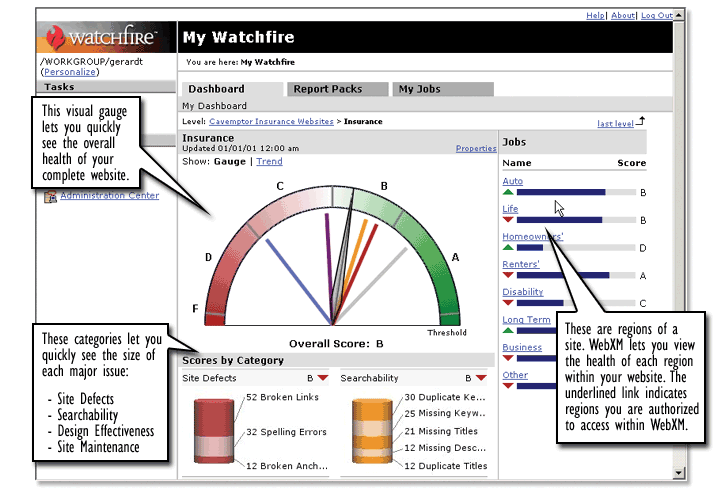 Help| About| Log Out
watchfire™
My Watchfire
/WORKGROUP/gerardt
(Personalize)
You are here: My Watchfire
Tasks
Dashboard
Report Packs
My Jobs
My Dashboard
This visual gauge
lets you quickly
see the overall
health of your
complete website.
Level: Cavemptor Insurance Websites > Insurance
last level
Administration Center
Insurance
Updated 01/01/01 12:00 am
Properties
Show: Gauge | Trend
F
D
C
B
A
Threshold
Overall Score: B
Jobs
Name
Score
Auto
B
Life
B
Homeowners'
D
Renters'
A
Disability
C
Long Term
Business
Other
These are regions of a
site. WebXM lets you view
the health of each region
within your website. The
underlined link indicates
regions you are authorized
to access within WebXM.
These categories let you
quickly see the size of
each major issue:
- Site Defects
- Searchability
- Design Effectiveness
- Site Maintenance
Scores by Category
Site Defects
B
52 Broken Links
32 Spelling Errors
12 Broken Anch...
Searchability
B
30 Duplicate Ke...
25 Missing Keyw...
21 Missing Titles
12 Missing Desc...
12 Duplicate Titles